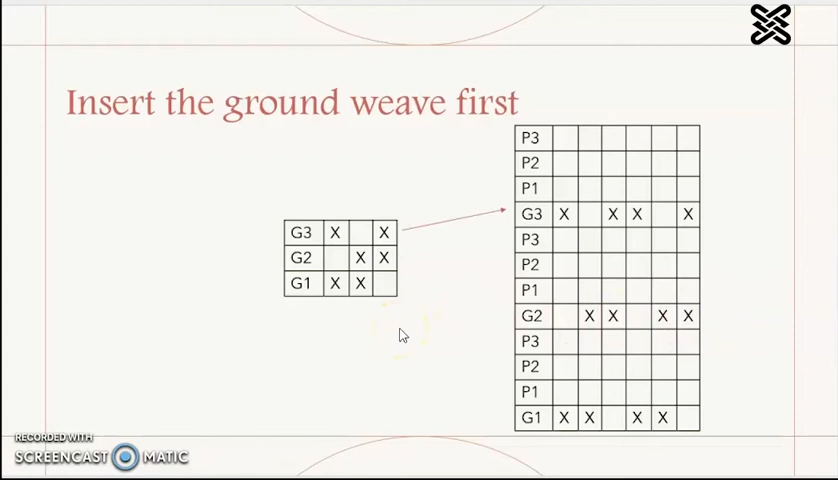 Insert the ground weave first
G3 X X
G2 X X
G1 X X
P3
P2
P1
G3 X X X X
P3
P2
P1
G2 X X X X
P3
P2
P1
G1 X X X X
RECORDED WITH
SCREENCAST MATIC